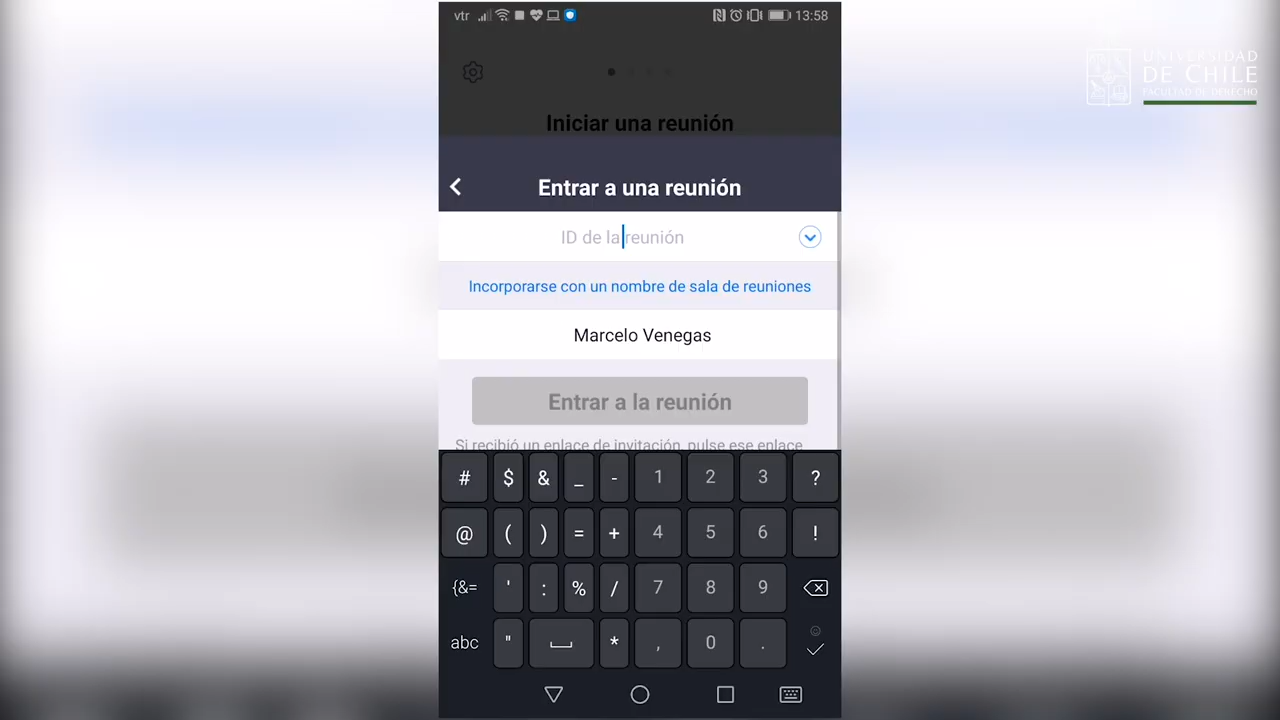 vtr
13:58
UNIVERSIDAD
DE CHILE
FACULTAD DE DERECHO
Iniciar una reunión
Entrar a una reunión
ID de la reunión
Incorporarse con un nombre de sala de reuniones
Marcelo Venegas
Entrar a la reunión
Si recibió un enlace de invitación, pulse ese enlace
# $ & _ - 1 2 3 ?
@ ( ) = + 4 5 6 !
{&= ' : % / 7 8 9
abc " * , 0 .